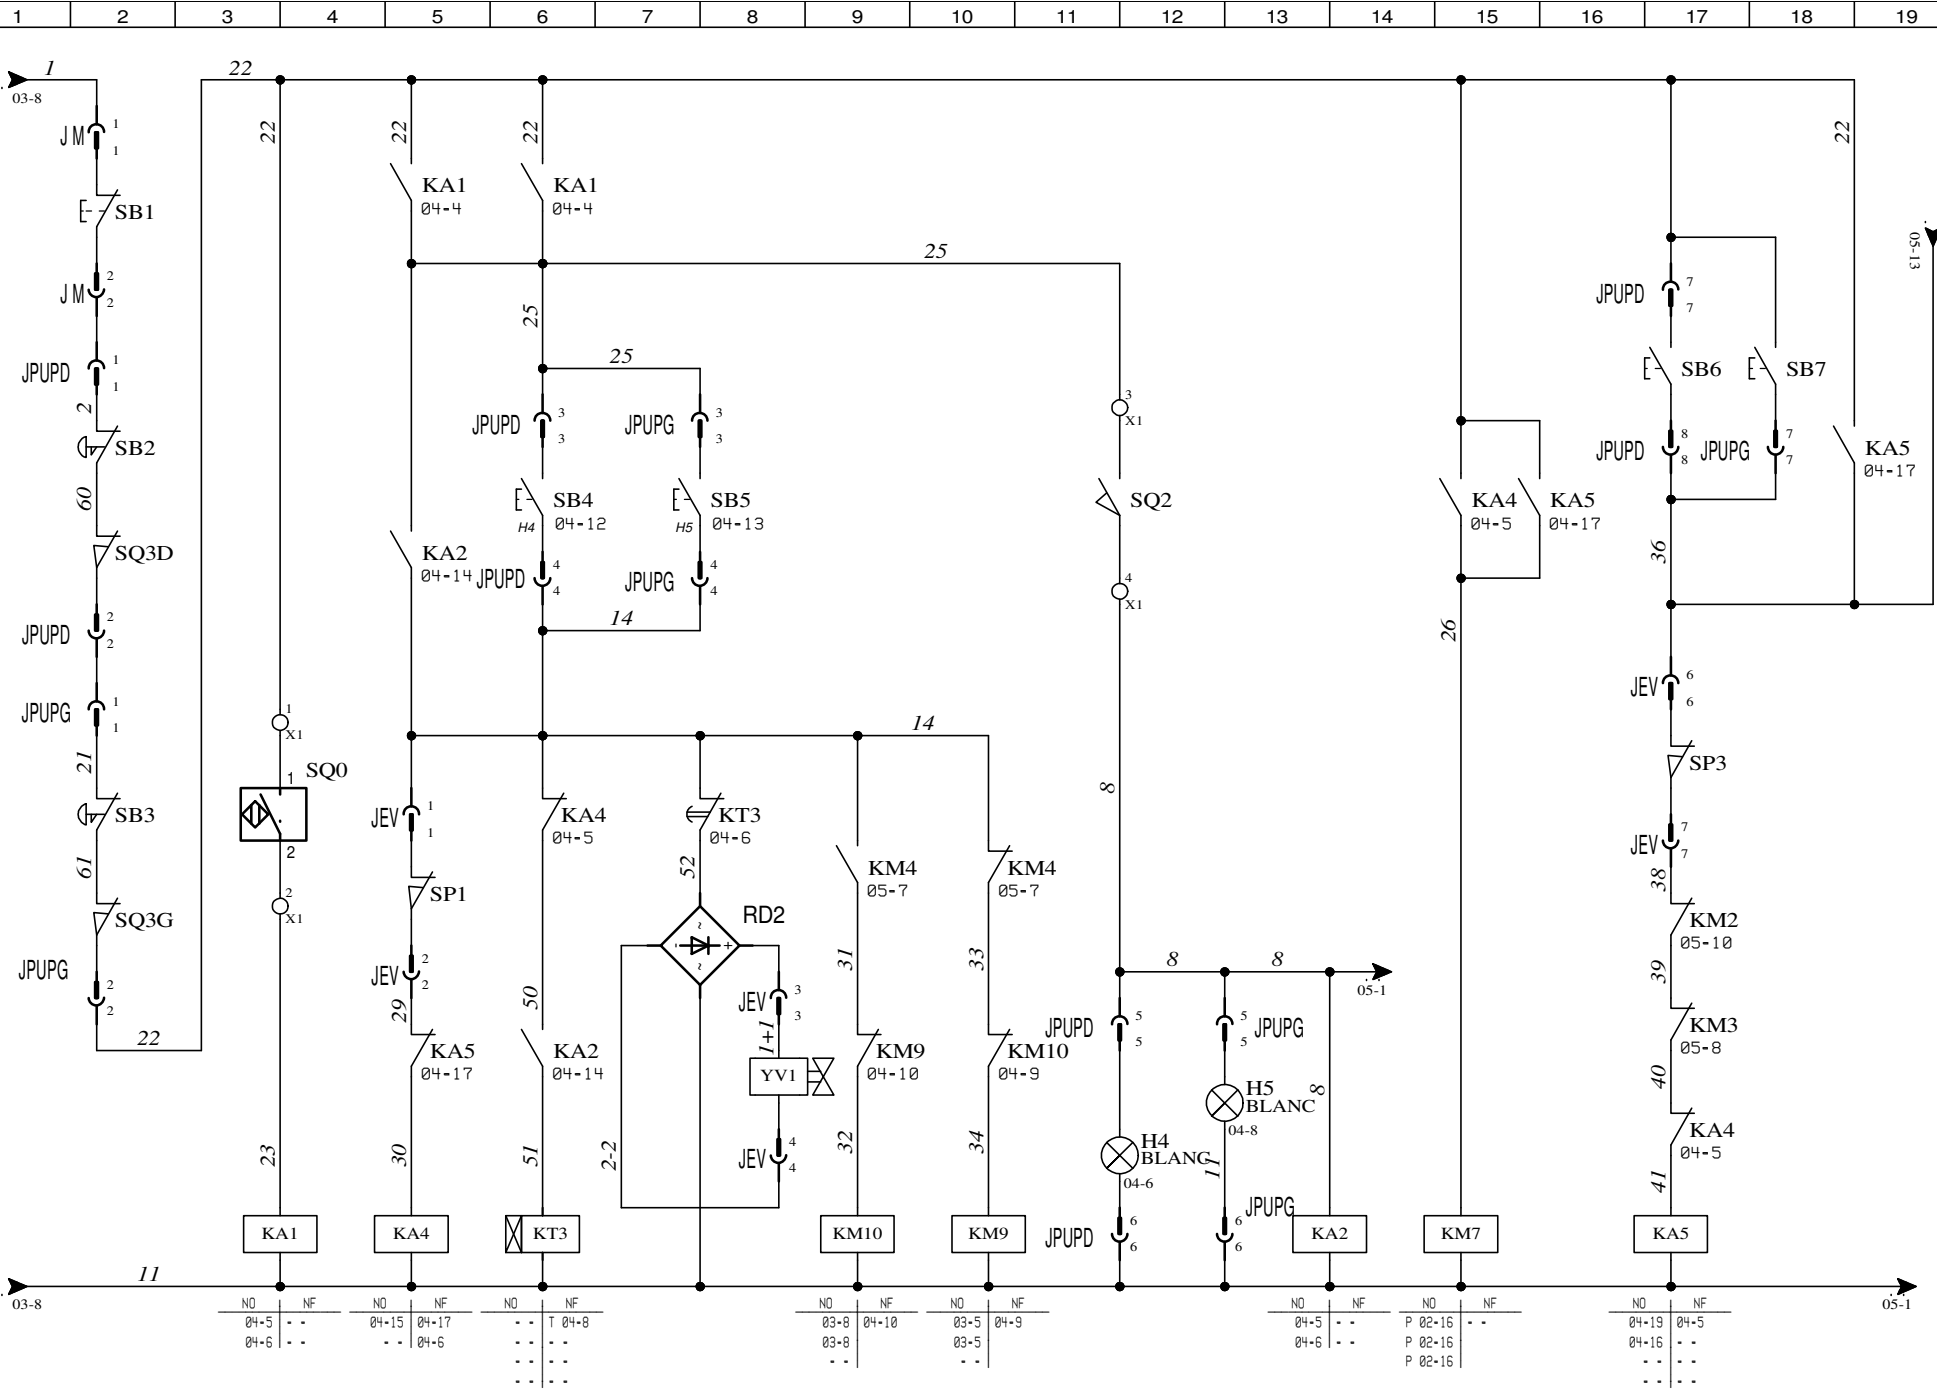 1 2 3 4 5 6 7 8 9 10 11 12 13 14 15 16 17 18 19
1 22
03-8
JM 1 1
22 22 22 22
SB1
KA1 04-4
KA1 04-4
25
05-13
JM 2 2
JPUPD 7 7
25
25
JPUPD 1 1
SB6
SB7
2
3 X1
JPUPD 3 3
JPUPG 3 3
SB2
JPUPD 8 8
JPUPG 7 7
KA5 04-17
60
SB4 04-12 H4
SB5 04-13 H5
SQ2
KA4 04-5
KA5 04-17
SQ3D
KA2 04-14
JPUPD 4 4
JPUPG 4 4
36
4 X1
JPUPD 2 2
14
26
JPUPG 1 1
JEV 6 6
1 X1
14
21
SQ0
1
2
SP3
8
SB3
JEV 1 1
KA4 04-5
KT3 04-6
JEV 7 7
61
52
KM4 05-7
KM4 05-7
38
2 X1
SP1
SQ3G
RD2
~ - + ~
KM2 05-10
JPUPG 2 2
JEV 2 2
31
33
8 8
39
05-1
29
50
JEV 3 3
JPUPD 5 5
5 5 JPUPG
KM3 05-8
22
1+1
KA5 04-17
KA2 04-14
YV1
KM9 04-10
KM10 04-9
40
H5 BLANC 04-8
8
23
30
51
2-2
JEV 4 4
32
34
H4 BLANC 04-6
11
KA4 04-5
41
JPUPD 6 6
JPUPG 6 6
KA1
KA4
KT3
KM10
KM9
KA2
KM7
KA5
11
03-8
05-1
NO NF NO NF NO NF NO NF NO NF NO NF NO NF NO NF
04-5 - - 04-15 04-17 - - T 04-8 03-8 04-10 03-5 04-9 04-5 - - P 02-16 - - 04-19 04-5
04-6 - - - - 04-6 - - - - 03-8 03-5 04-6 - - P 02-16 04-16 - -
- - - - - - - - P 02-16 - - - -
- - - - - - - -